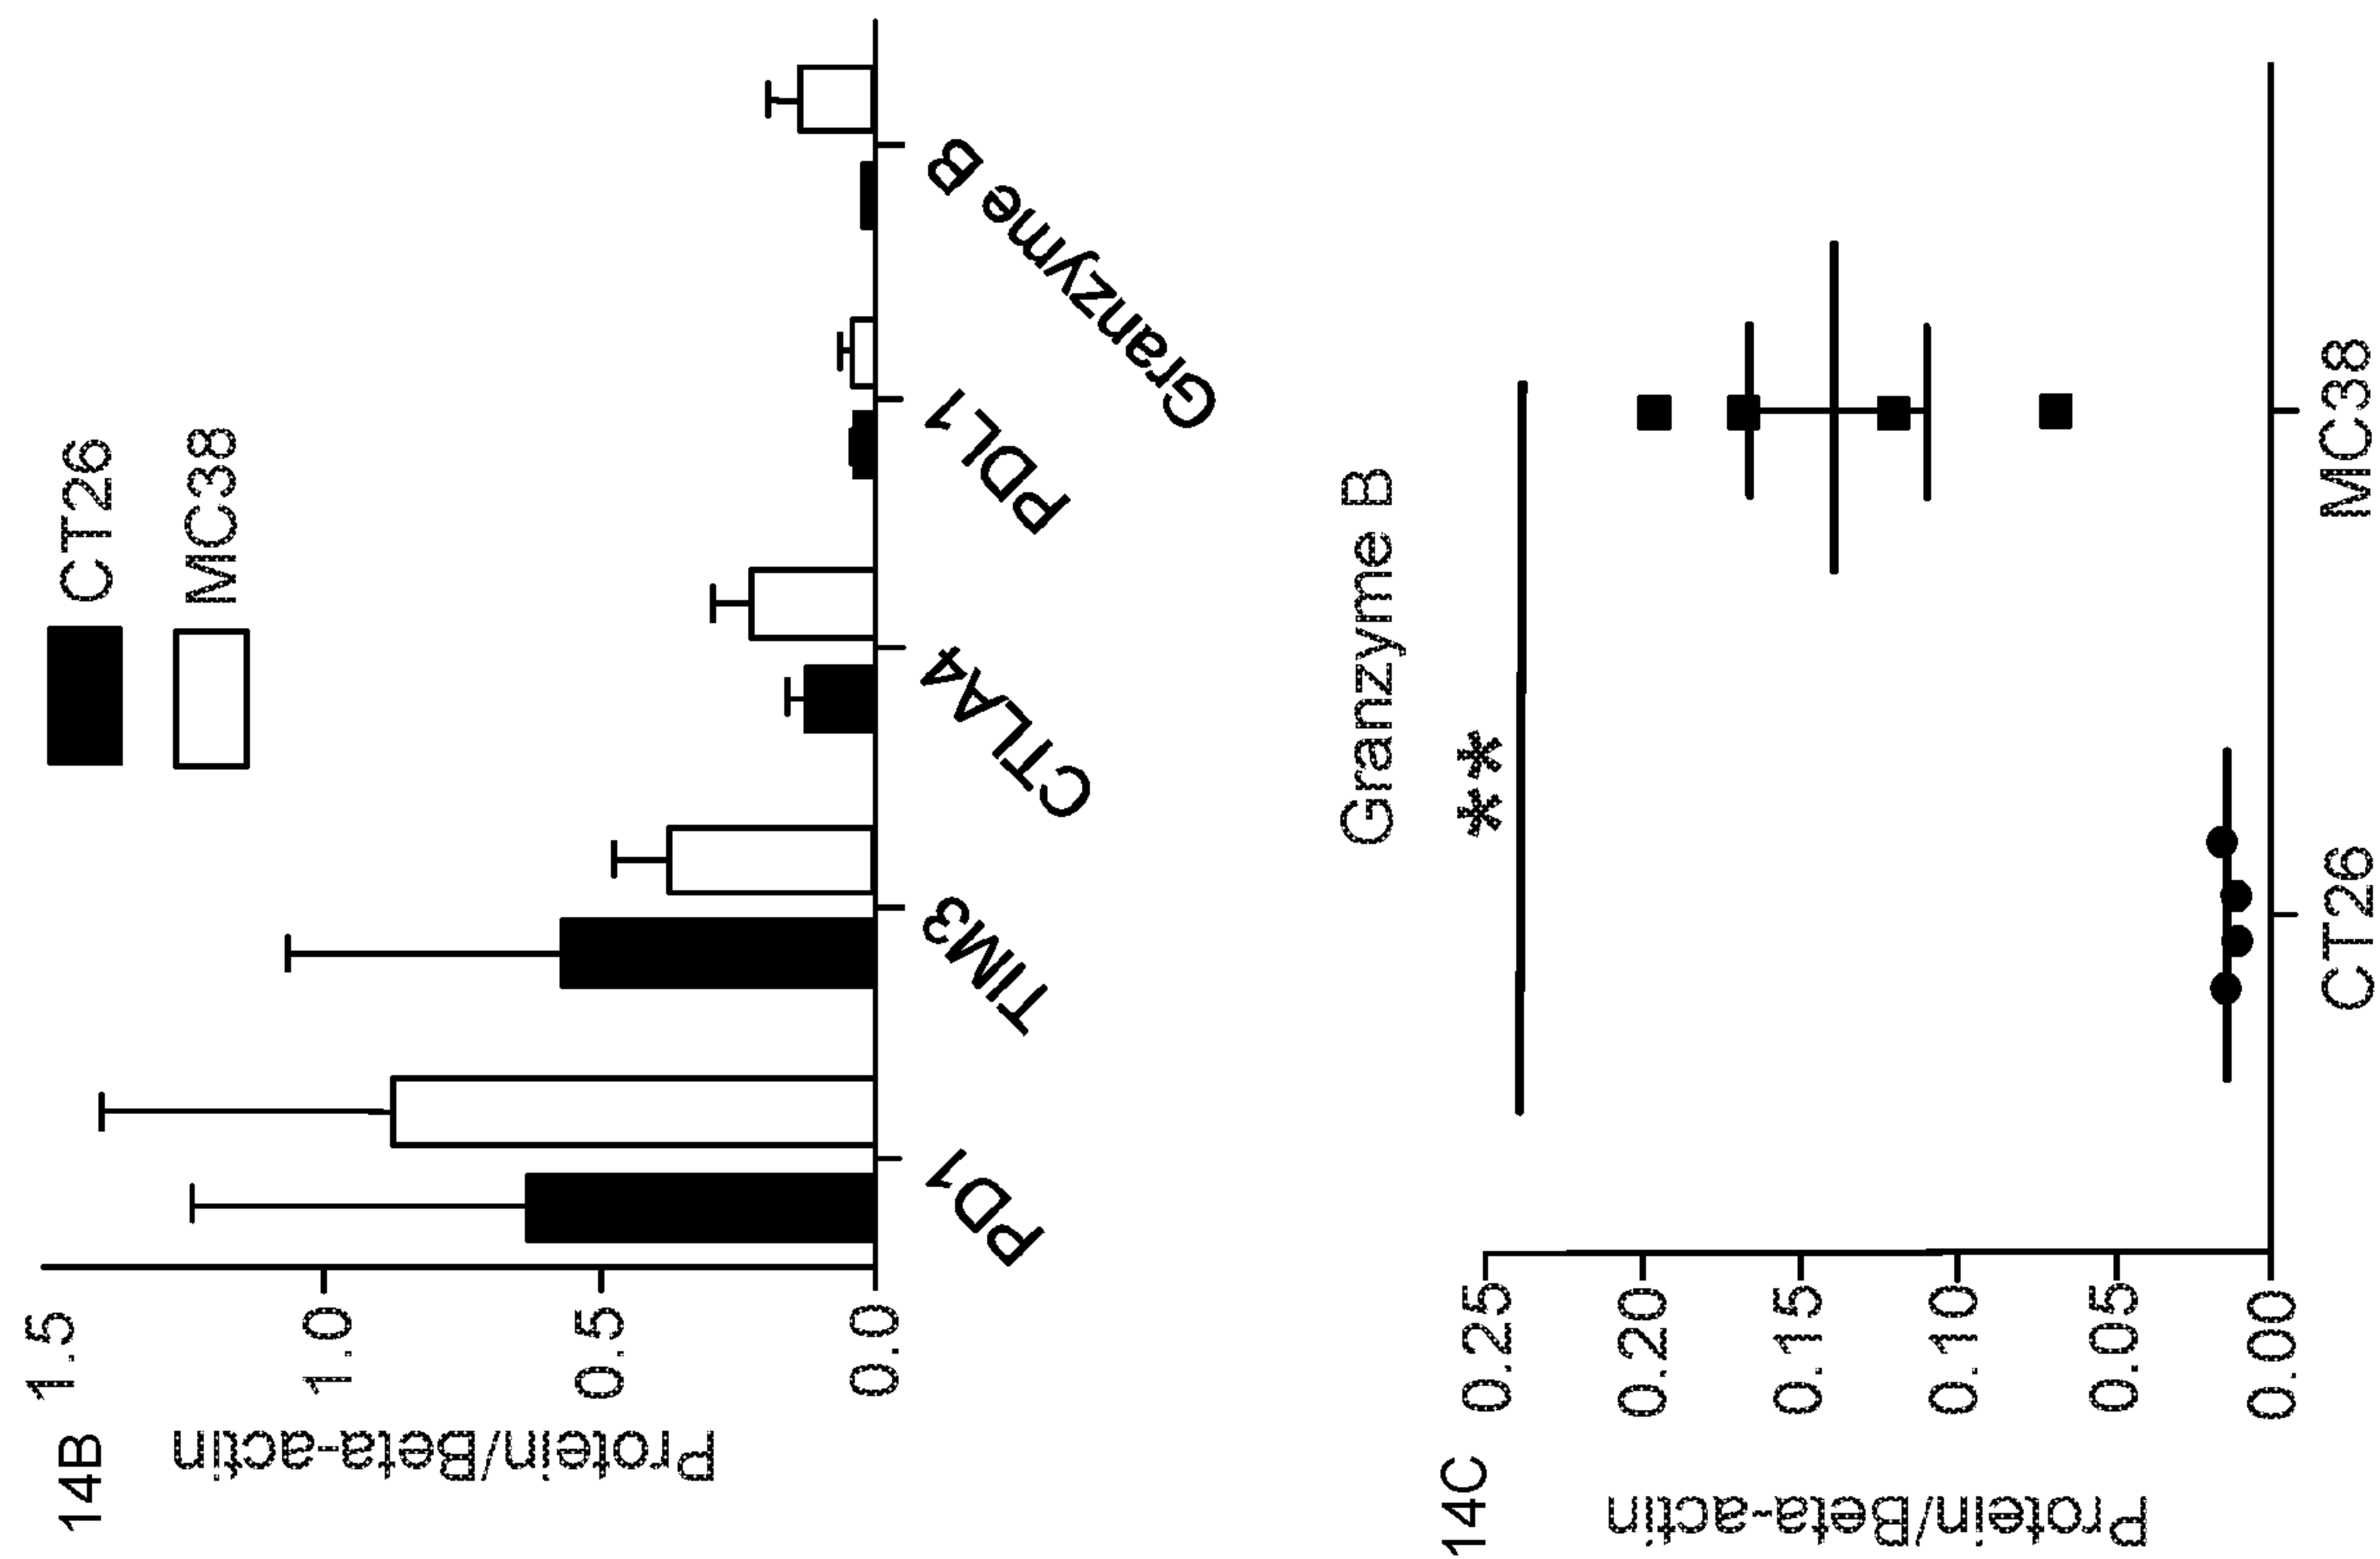 14B
CT26
MC38
Protein/Beta-actin
1.5
1.0
0.5
0.0
PD1
TIM3
CTLA4
PDL1
Granzyme B
14C
Granzyme B
**
Protein/Beta-actin
0.25
0.20
0.15
0.10
0.05
0.00
CT26
MC38